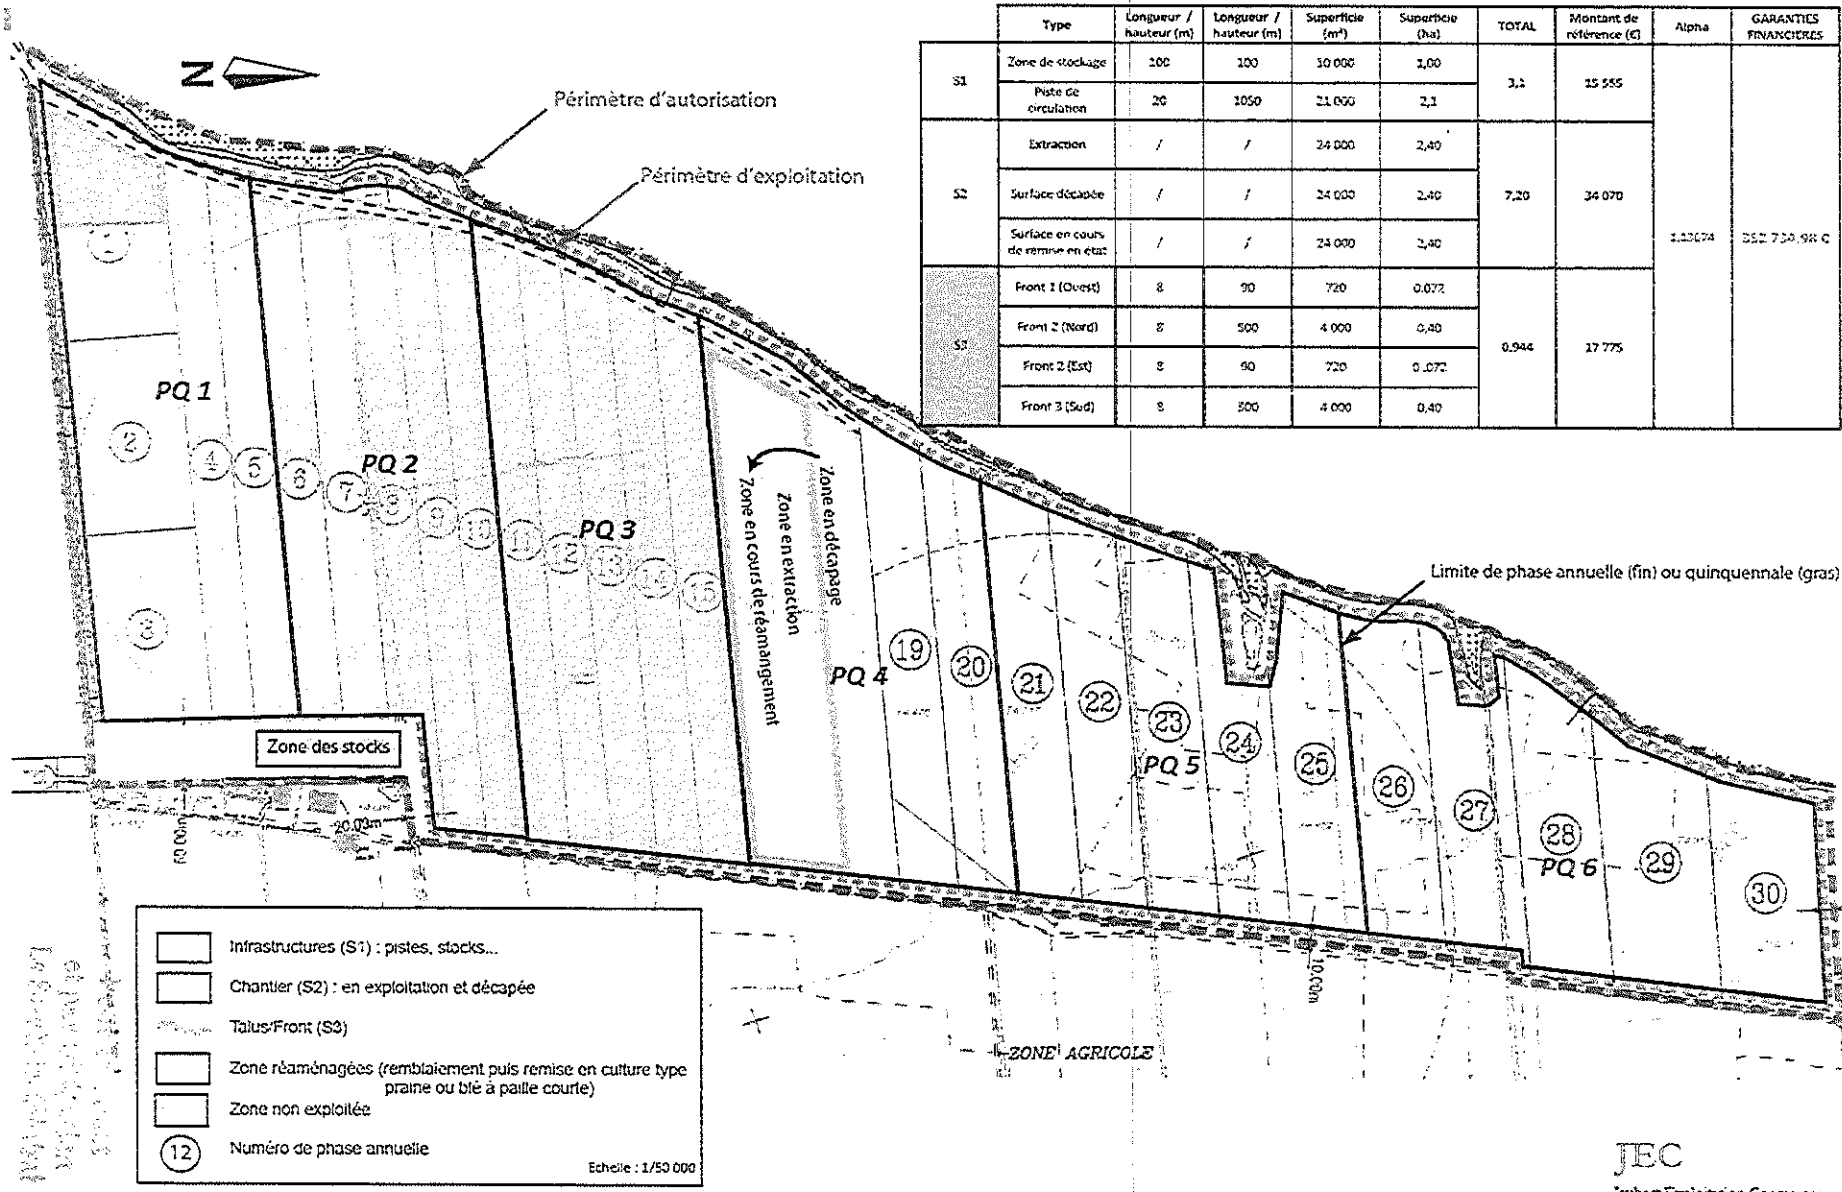 Type
Longueur / hauteur (m)
Longueur / hauteur (m)
Superficie (m²)
Superficie (ha)
TOTAL
Montant de référence (€)
Alpha
GARANTIES FINANCIERES
S1
Zone de stockage
100
100
10 000
1,00
3,1
15 555
Piste de circulation
20
1050
21 000
2,1
S2
Extraction
/
/
24 000
2,40
7,20
34 070
Surface décapée
/
/
24 000
2,40
Surface en cours de remise en état
/
/
24 000
2,40
S3
Front 1 (Ouest)
8
90
720
0.072
0.944
17 775
Front 2 (Nord)
8
500
4 000
0,40
Front 2 (Est)
8
90
720
0.072
Front 3 (Sud)
8
500
4 000
0,40
N
Périmètre d'autorisation
Périmètre d'exploitation
Limite de phase annuelle (fin) ou quinquennale (gras)
PQ 1
PQ 2
PQ 3
PQ 4
PQ 5
PQ 6
1
2
3
4
5
6
7
8
9
10
11
12
13
14
15
Zone en cours de réamangement
Zone en extraction
Zone en décapage
19
20
21
22
23
24
25
26
27
28
29
30
Zone des stocks
20.03m
10.00m
ZONE AGRICOLE
Infrastructures (S1) : pistes, stocks...
Chantier (S2) : en exploitation et décapée
Talus/Front (S3)
Zone réaménagées (remblaiement puis remise en culture type
prairie ou blé à paille courte)
Zone non exploitée
12
Numéro de phase annuelle
Echelle : 1/50 000
JEC